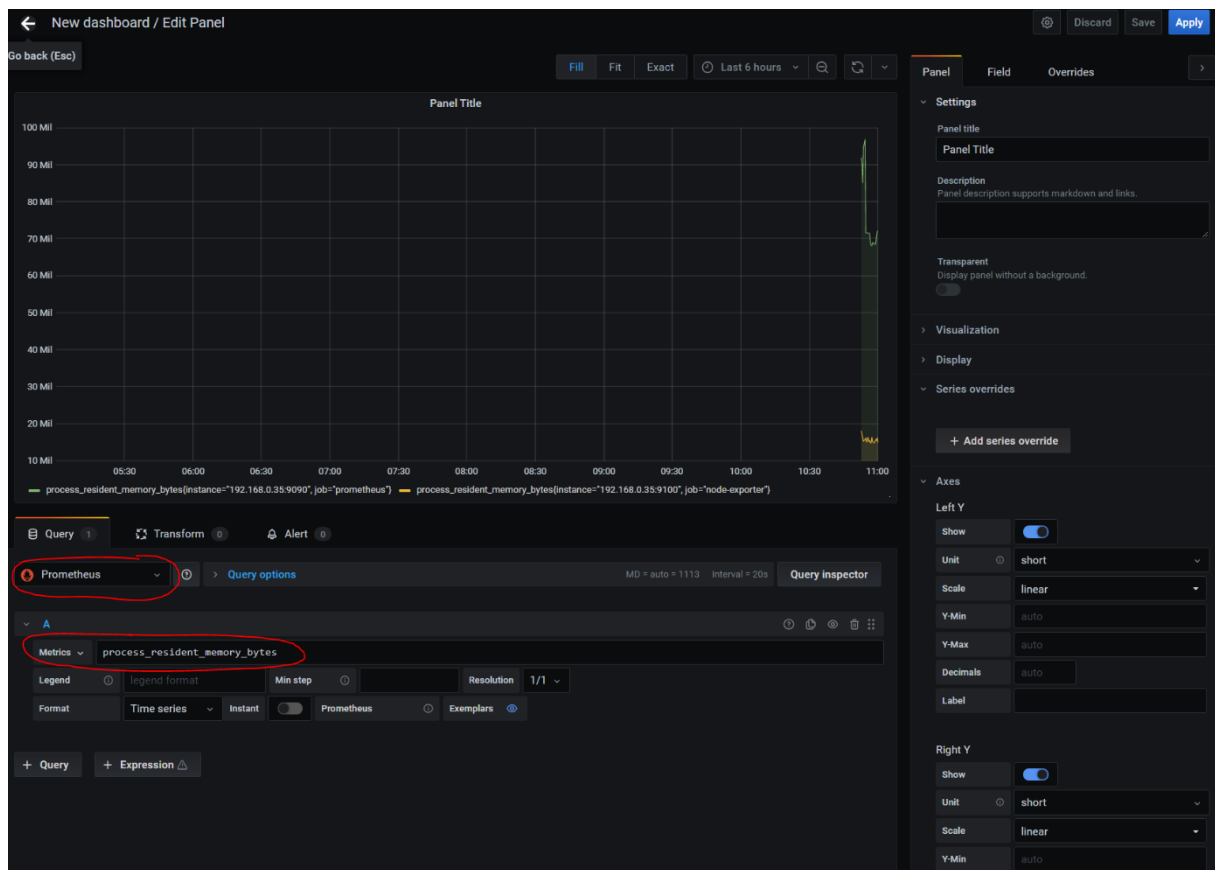 New dashboard / Edit Panel
Discard Save Apply
Go back (Esc)
Fill Fit Exact Last 6 hours
Panel Title
100 Mil
90 Mil
80 Mil
70 Mil
60 Mil
50 Mil
40 Mil
30 Mil
20 Mil
10 Mil
05:30 06:00 06:30 07:00 07:30 08:00 08:30 09:00 09:30 10:00 10:30 11:00
process_resident_memory_bytes{instance="192.168.0.35:9090", job="prometheus"} process_resident_memory_bytes{instance="192.168.0.35:9100", job="node-exporter"}
Query 1 Transform 0 Alert 0
Prometheus Query options MD = auto = 1113 Interval = 20s Query inspector
A
Metrics process_resident_memory_bytes
Legend legend format Min step Resolution 1/1
Format Time series Instant Prometheus Exemplars
+ Query + Expression
Panel Field Overrides
Settings
Panel title
Panel Title
Description
Panel description supports markdown and links.
Transparent
Display panel without a background.
Visualization
Display
Series overrides
+ Add series override
Axes
Left Y
Show
Unit short
Scale linear
Y-Min auto
Y-Max auto
Decimals auto
Label
Right Y
Show
Unit short
Scale linear
Y-Min auto